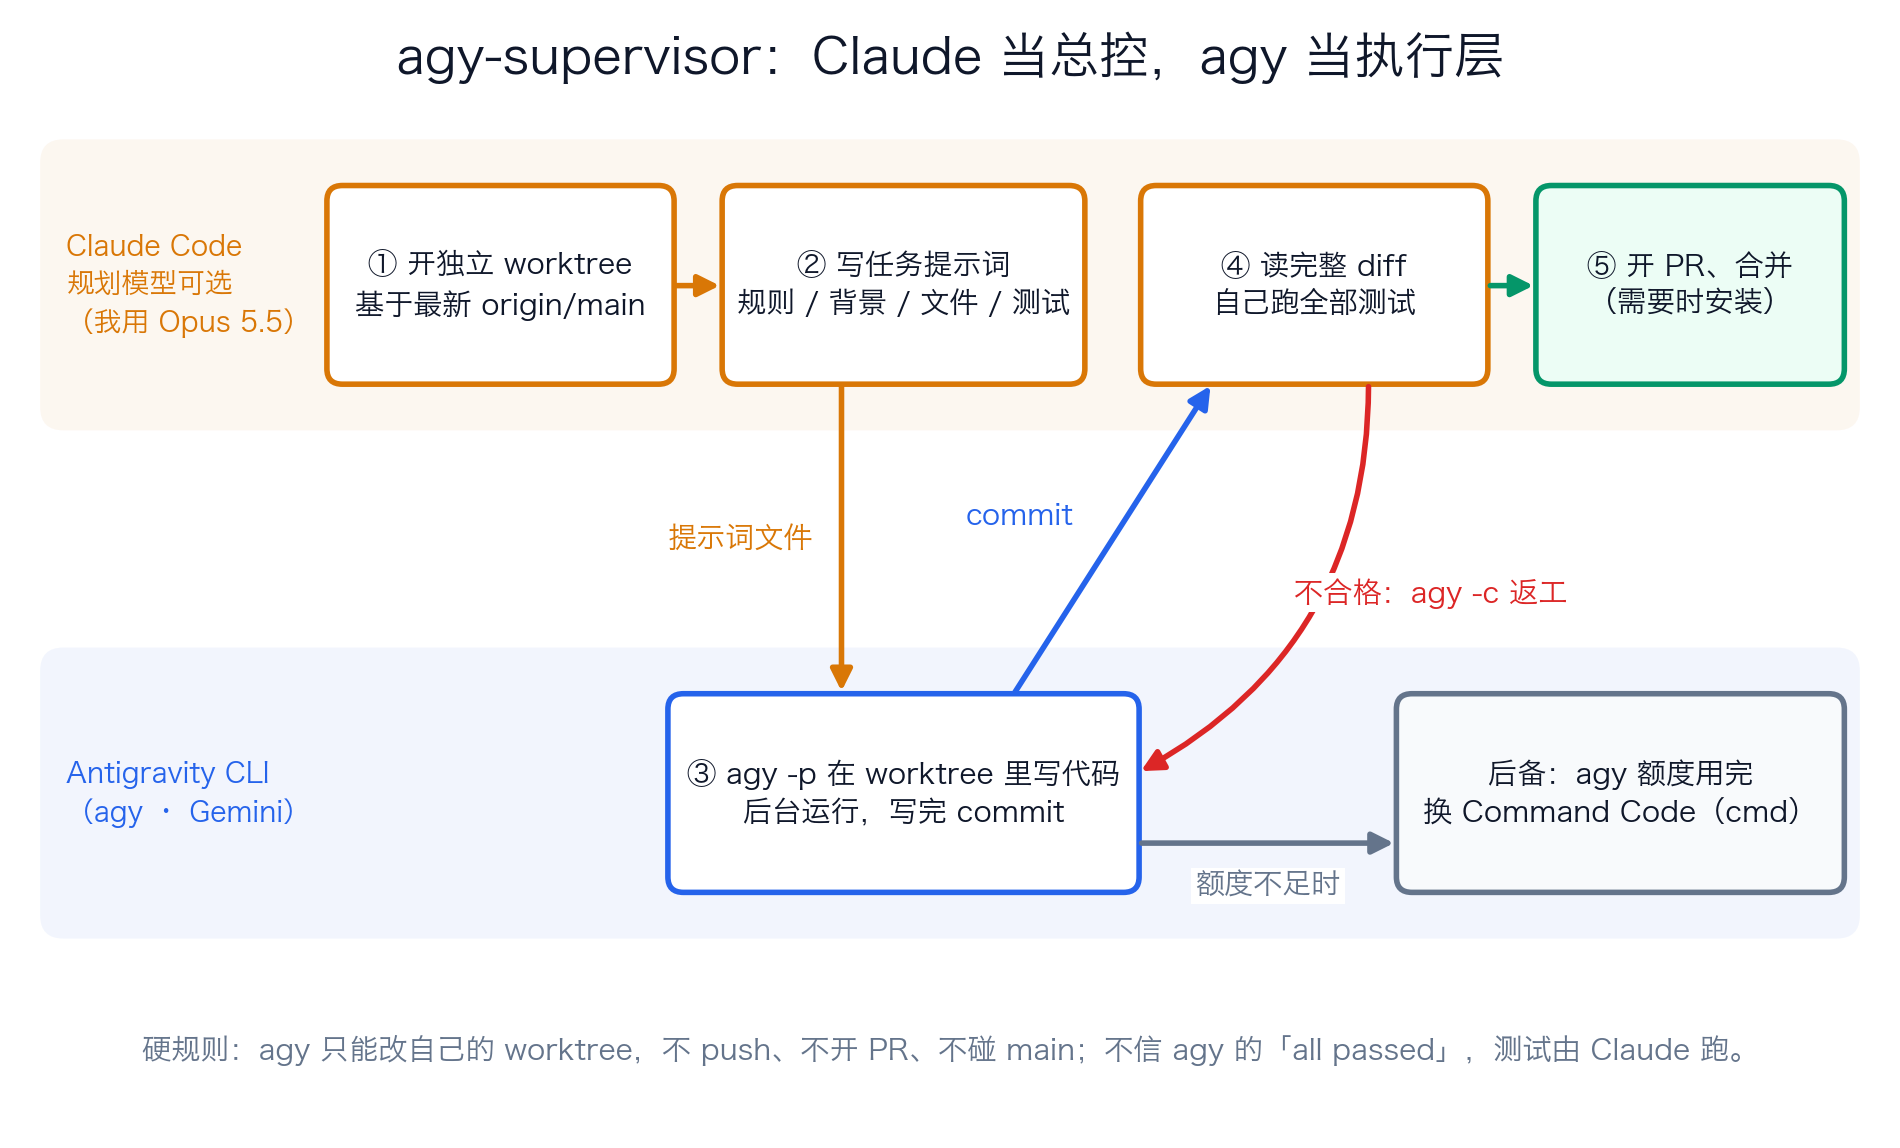 agy-supervisor：Claude 当总控，agy 当执行层
Claude Code
规划模型可选
（我用 Opus 5.5）
① 开独立 worktree
基于最新 origin/main
② 写任务提示词
规则 / 背景 / 文件 / 测试
④ 读完整 diff
自己跑全部测试
⑤ 开 PR、合并
（需要时安装）
提示词文件
commit
不合格：agy -c 返工
Antigravity CLI
（agy · Gemini）
③ agy -p 在 worktree 里写代码
后台运行，写完 commit
额度不足时
后备：agy 额度用完
换 Command Code（cmd）
硬规则：agy 只能改自己的 worktree，不 push、不开 PR、不碰 main；不信 agy 的「all passed」，测试由 Claude 跑。